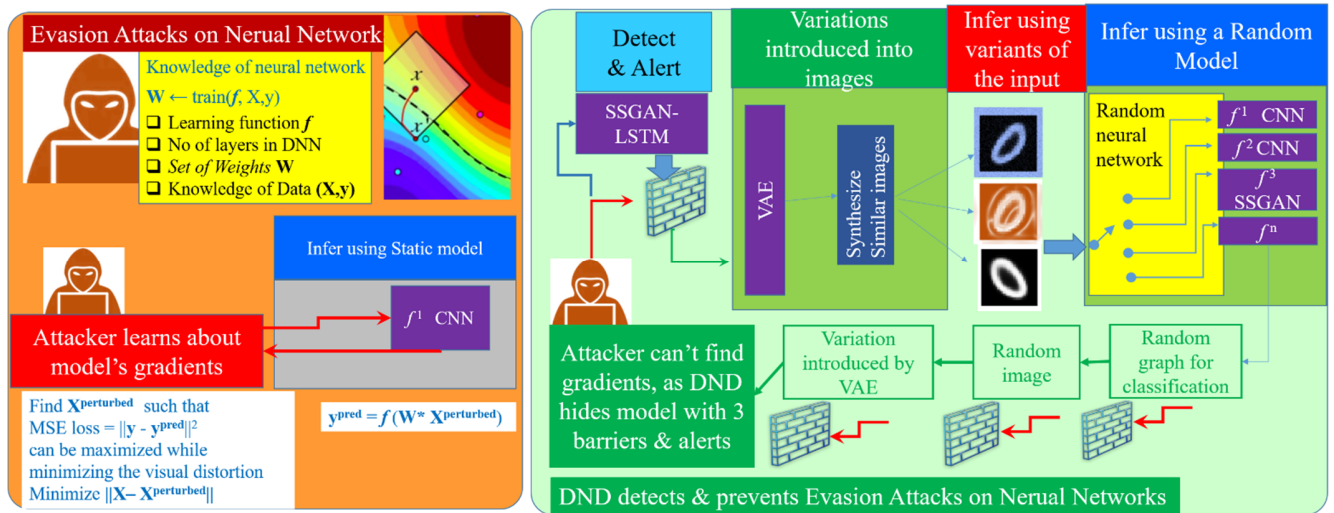 Evasion Attacks on Nerual Network
Knowledge of neural network
W ← train(f, X,y)
❑ Learning function f
❑ No of layers in DNN
❑ Set of Weights W
❑ Knowledge of Data (X,y)
x
x'
Infer using Static model
f¹ CNN
Attacker learns about
model's gradients
Find X^perturbed such that
MSE loss = ||y - y^pred||²
can be maximized while
minimizing the visual distortion
Minimize ||X– X^perturbed||
y^pred = f (W* X^perturbed)
Detect
& Alert
SSGAN-
LSTM
Variations
introduced into
images
VAE
Synthesize
Similar images
Infer using
variants of
the input
Infer using a Random
Model
Random
neural
network
f¹ CNN
f² CNN
f³
SSGAN
fⁿ
Attacker can't find
gradients, as DND
hides model with 3
barriers & alerts
Variation
introduced by
VAE
Random
image
Random
graph for
classification
DND detects & prevents Evasion Attacks on Nerual Networks